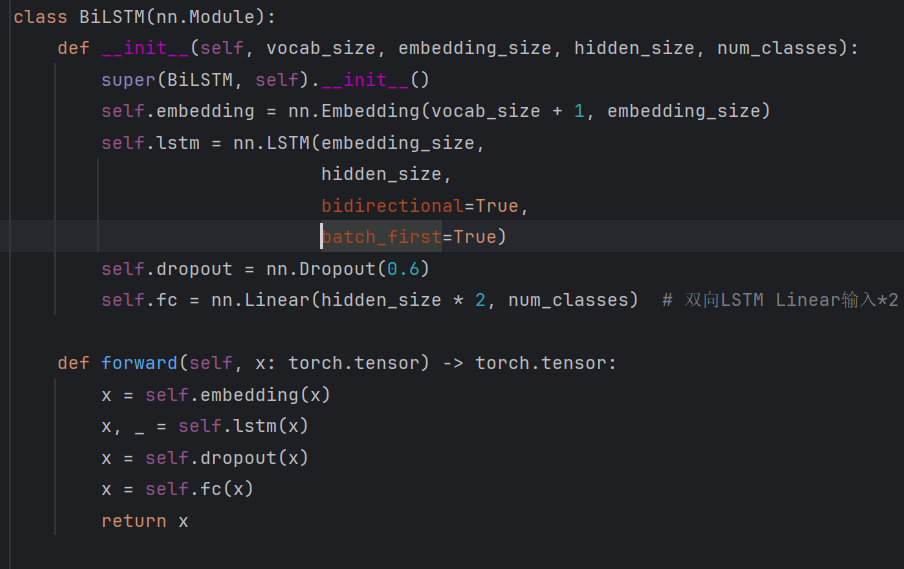 class BiLSTM(nn.Module):
    def __init__(self, vocab_size, embedding_size, hidden_size, num_classes):
        super(BiLSTM, self).__init__()
        self.embedding = nn.Embedding(vocab_size + 1, embedding_size)
        self.lstm = nn.LSTM(embedding_size,
                            hidden_size,
                            bidirectional=True,
                            batch_first=True)
        self.dropout = nn.Dropout(0.6)
        self.fc = nn.Linear(hidden_size * 2, num_classes)  # 双向LSTM Linear输入*2
    def forward(self, x: torch.tensor) -> torch.tensor:
        x = self.embedding(x)
        x, _ = self.lstm(x)
        x = self.dropout(x)
        x = self.fc(x)
        return x